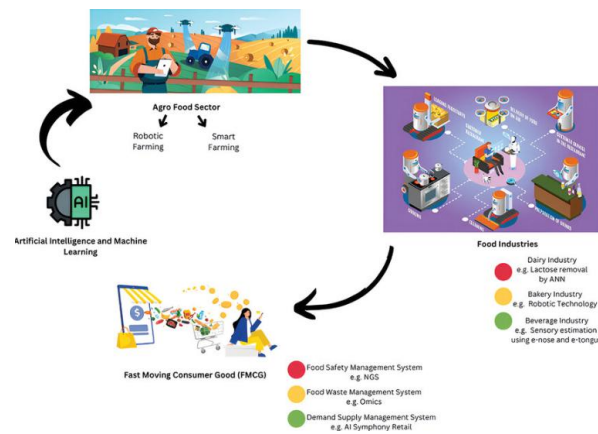 Agro Food Sector
Robotic
Farming
Smart
Farming
Artificial Intelligence and Machine
Learning
AI
Food Industries
Dairy Industry
e.g. Lactose removal
by ANN
Bakery Industry
e.g. Robotic Technology
Beverage Industry
e.g. Sensory estimation
using e-nose and e-tongu
Fast Moving Consumer Good (FMCG)
Food Safety Management System
e.g. NGS
Food Waste Management System
e.g. Omics
Demand Supply Management System
e.g. AI Symphony Retail